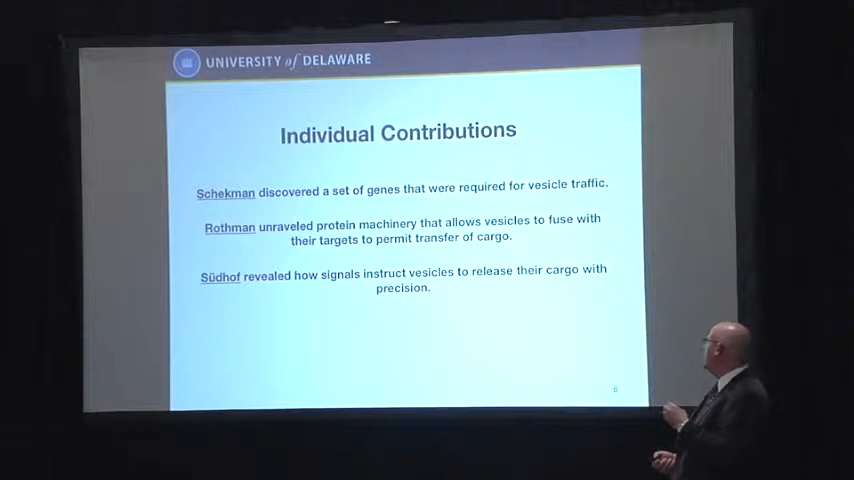 UNIVERSITY of DELAWARE
Individual Contributions
Schekman discovered a set of genes that were required for vesicle traffic.
Rothman unraveled protein machinery that allows vesicles to fuse with
their targets to permit transfer of cargo.
Südhof revealed how signals instruct vesicles to release their cargo with
precision.
6